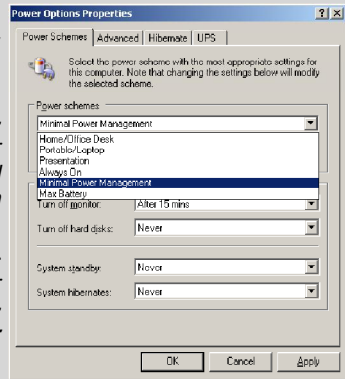 Power Options Properties
Power Schemes Advanced Hibernate UPS
Select the power scheme with the most appropriate settings for
this computer. Note that changing the settings below will modify
the selected scheme.
Power schemes
Minimal Power Management
Home/Office Desk
Portable/Laptop
Presentation
Always On
Minimal Power Management
Max Battery
Turn off monitor: After 15 mins
Turn off hard disks: Never
System standby: Never
System hibernates: Never
OK Cancel Apply